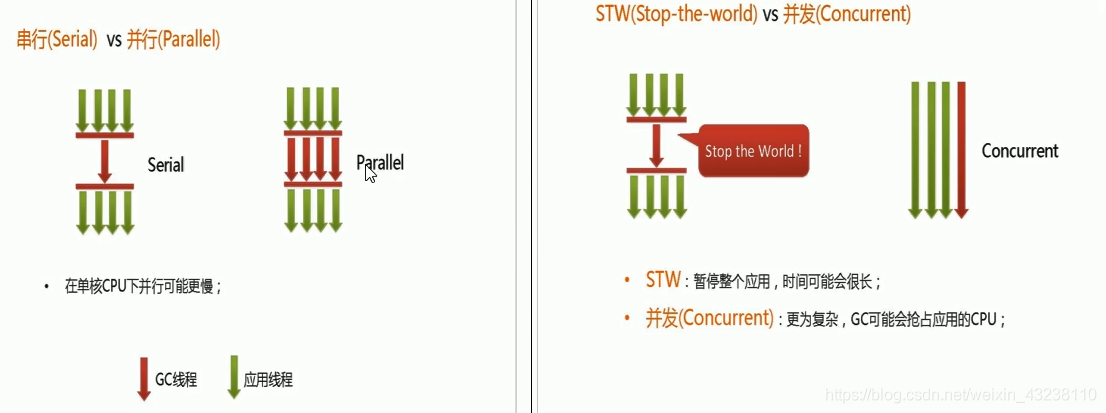 串行(Serial) vs 并行(Parallel)
Serial
Parallel
• 在单核CPU下并行可能更慢；
GC线程
应用线程
STW(Stop-the-world) vs 并发(Concurrent)
Stop the World !
Concurrent
• STW：暂停整个应用，时间可能会很长；
• 并发(Concurrent)：更为复杂，GC可能会抢占应用的CPU；
https://blog.csdn.net/weixin_43238110